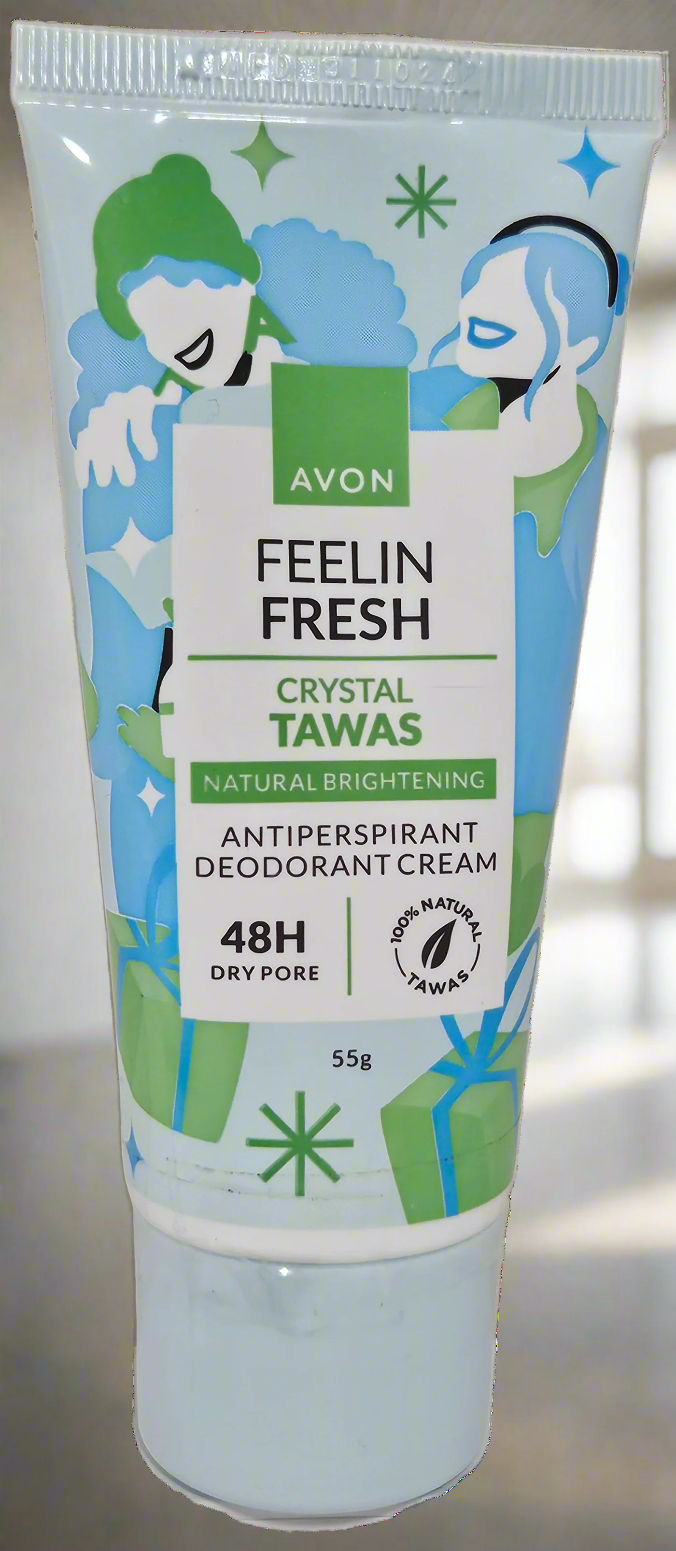 AVON
FEELIN
FRESH
CRYSTAL
TAWAS
NATURAL BRIGHTENING
ANTIPERSPIRANT
DEODORANT CREAM
48H
DRY PORE
100% NATURAL
TAWAS
55g